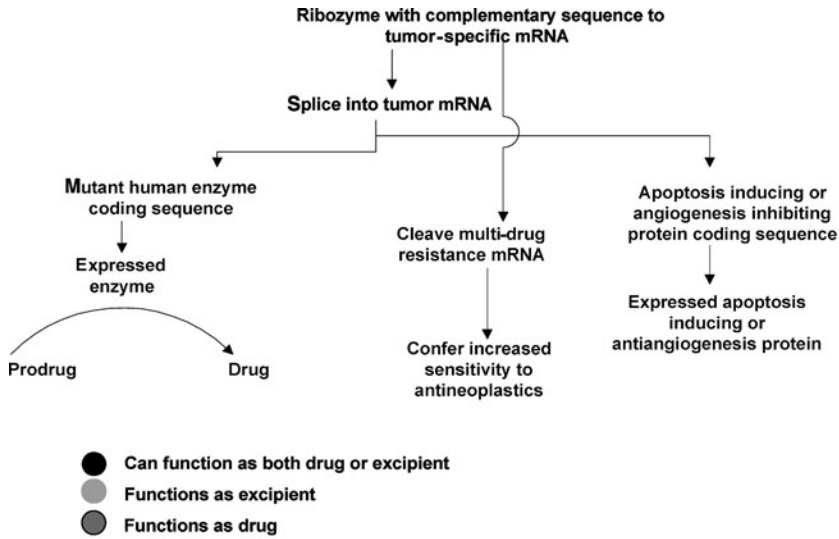 Ribozyme with complementary sequence to
tumor-specific mRNA
Splice into tumor mRNA
Mutant human enzyme
coding sequence
Expressed
enzyme
Prodrug
Drug
Cleave multi-drug
resistance mRNA
Confer increased
sensitivity to
antineoplastics
Apoptosis inducing or
angiogenesis inhibiting
protein coding sequence
Expressed apoptosis
inducing or
antiangiogenesis protein
Can function as both drug or excipient
Functions as excipient
Functions as drug